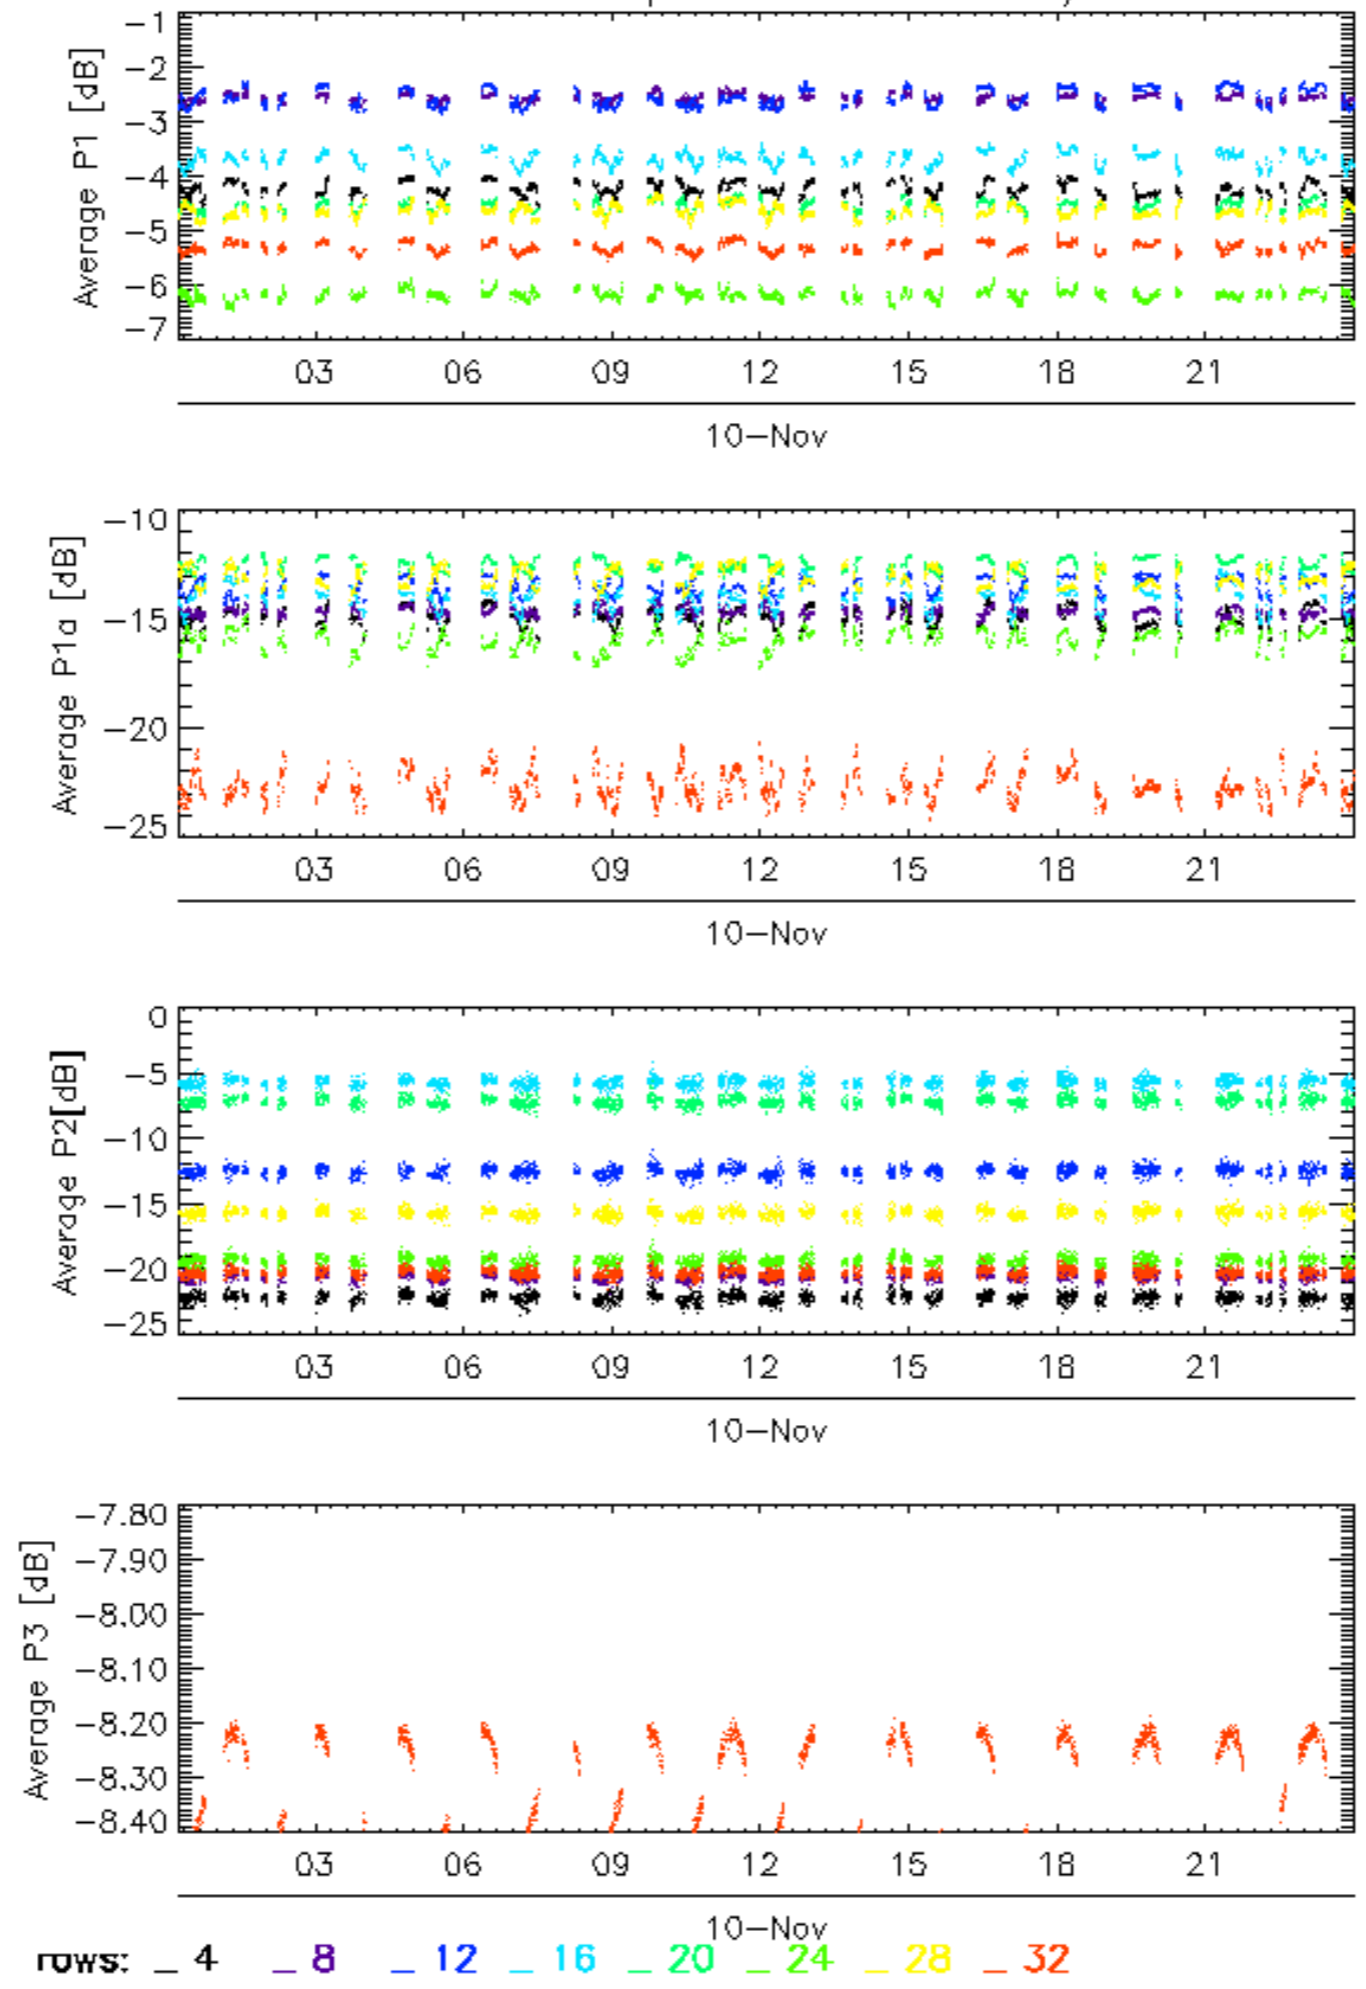 Average P1 [dB]
−1
−2
−3
−4
−5
−6
−7
03 06 09 12 15 18 21
10−Nov
Average P1a [dB]
−10
−15
−20
−25
03 06 09 12 15 18 21
10−Nov
Average P2[dB]
0
−5
−10
−15
−20
−25
03 06 09 12 15 18 21
10−Nov
Average P3 [dB]
−7.80
−7.90
−8.00
−8.10
−8.20
−8.30
−8.40
03 06 09 12 15 18 21
10−Nov
rows: _ 4 _ 8 _ 12 _ 16 _ 20 _ 24 _ 28 _ 32